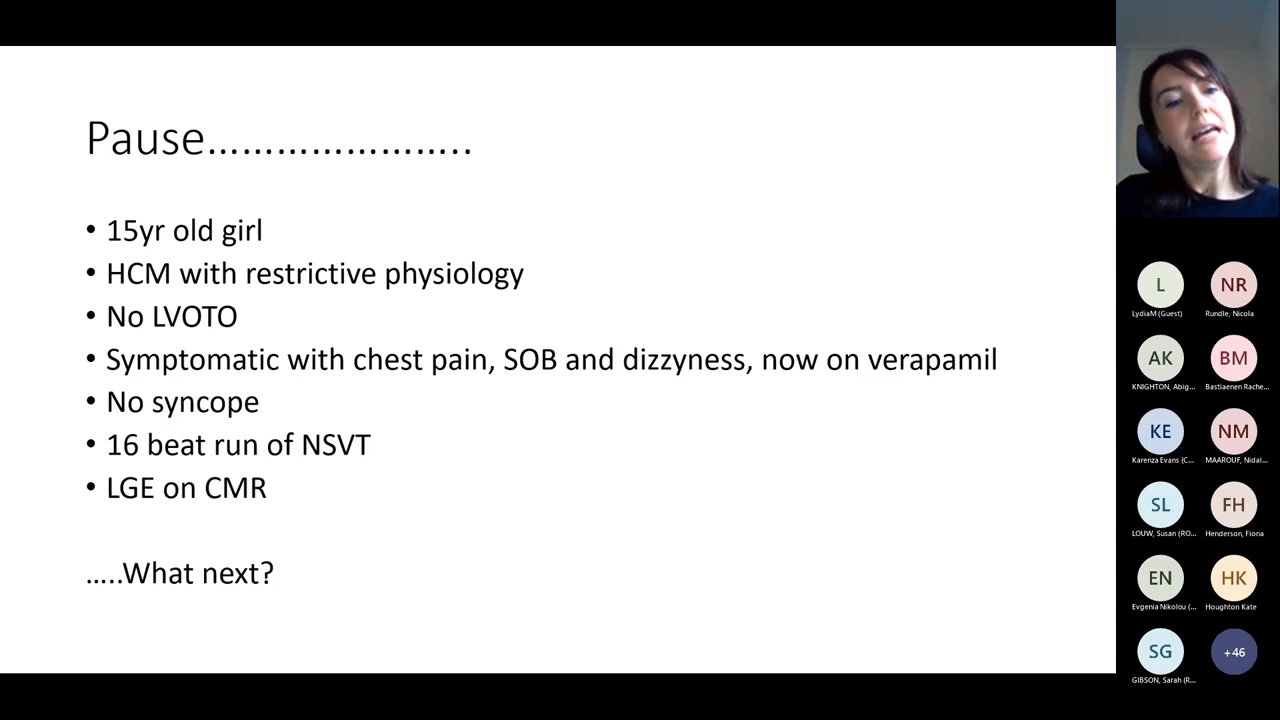 Pause…………………..
• 15yr old girl
• HCM with restrictive physiology
• No LVOTO
• Symptomatic with chest pain, SOB and dizzyness, now on verapamil
• No syncope
• 16 beat run of NSVT
• LGE on CMR
…..What next?
L NR
LydiaM (Guest) Rundle, Nicola
AK BM
KNIGHTON, Abig... Bastiaenen Rache...
KE NM
Karenza Evans (C... MAAROUF, Nidal...
SL FH
LOUW, Susan (RO... Henderson, Fiona
EN HK
Evgenia Nikolou (... Houghton Kate
SG +46
GIBSON, Sarah (R...